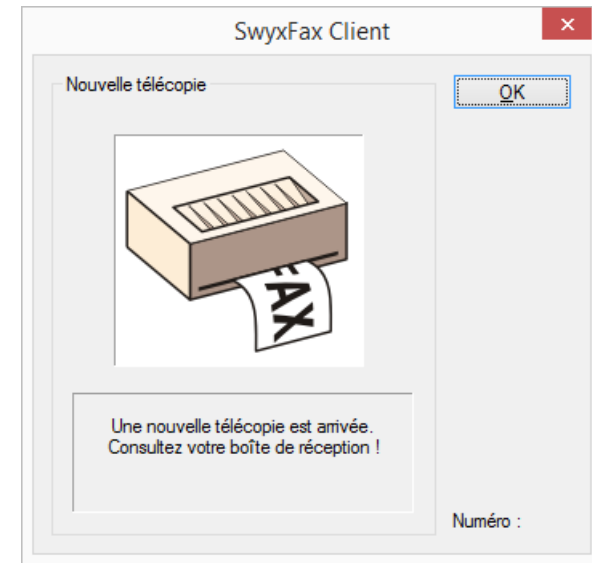 SwyxFax Client
Nouvelle télécopie
OK
FAX
Une nouvelle télécopie est arrivée.
Consultez votre boîte de réception !
Numéro :